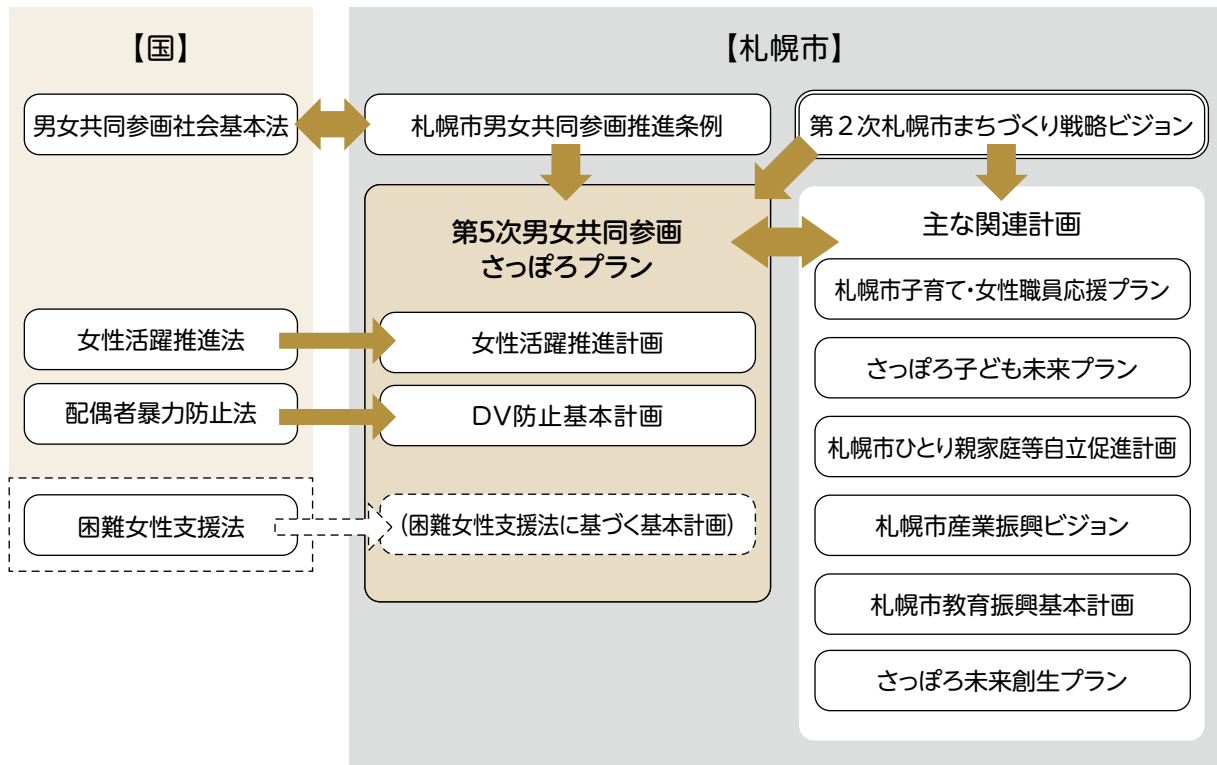 【国】
男女共同参画社会基本法
女性活躍推進法
配偶者暴力防止法
困難女性支援法
【札幌市】
札幌市男女共同参画推進条例
第5次男女共同参画
さっぽろプラン
女性活躍推進計画
DV防止基本計画
(困難女性支援法に基づく基本計画)
第2次札幌市まちづくり戦略ビジョン
主な関連計画
札幌市子育て・女性職員応援プラン
さっぽろ子ども未来プラン
札幌市ひとり親家庭等自立促進計画
札幌市産業振興ビジョン
札幌市教育振興基本計画
さっぽろ未来創生プラン